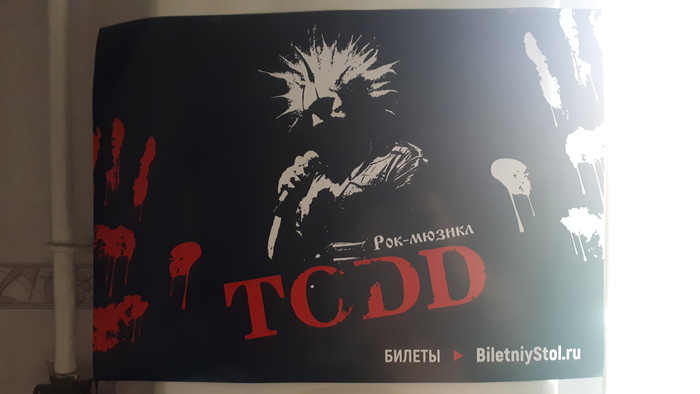 Рок-мюзикл
TODD
БИЛЕТЫ ▶ BiletniyStol.ru